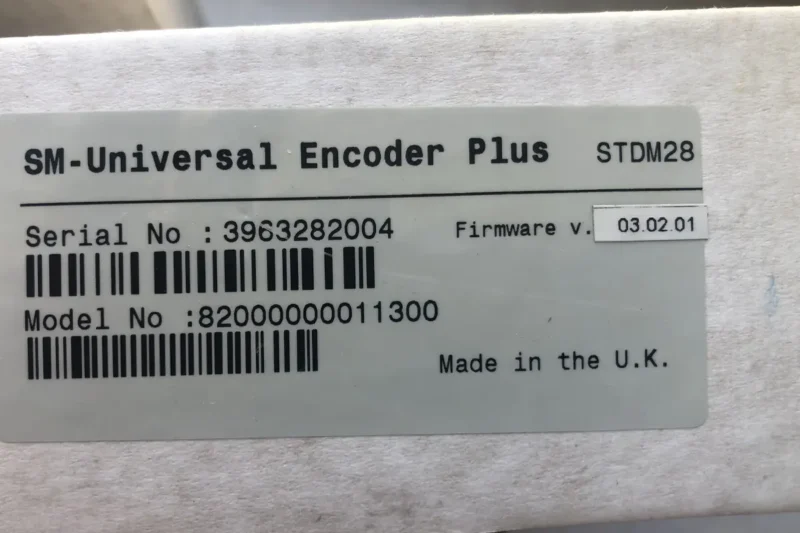 SM-Universal Encoder Plus STDM28
Serial No : 3963282004 Firmware v. 03.02.01
Model No :82000000011300
Made in the U.K.